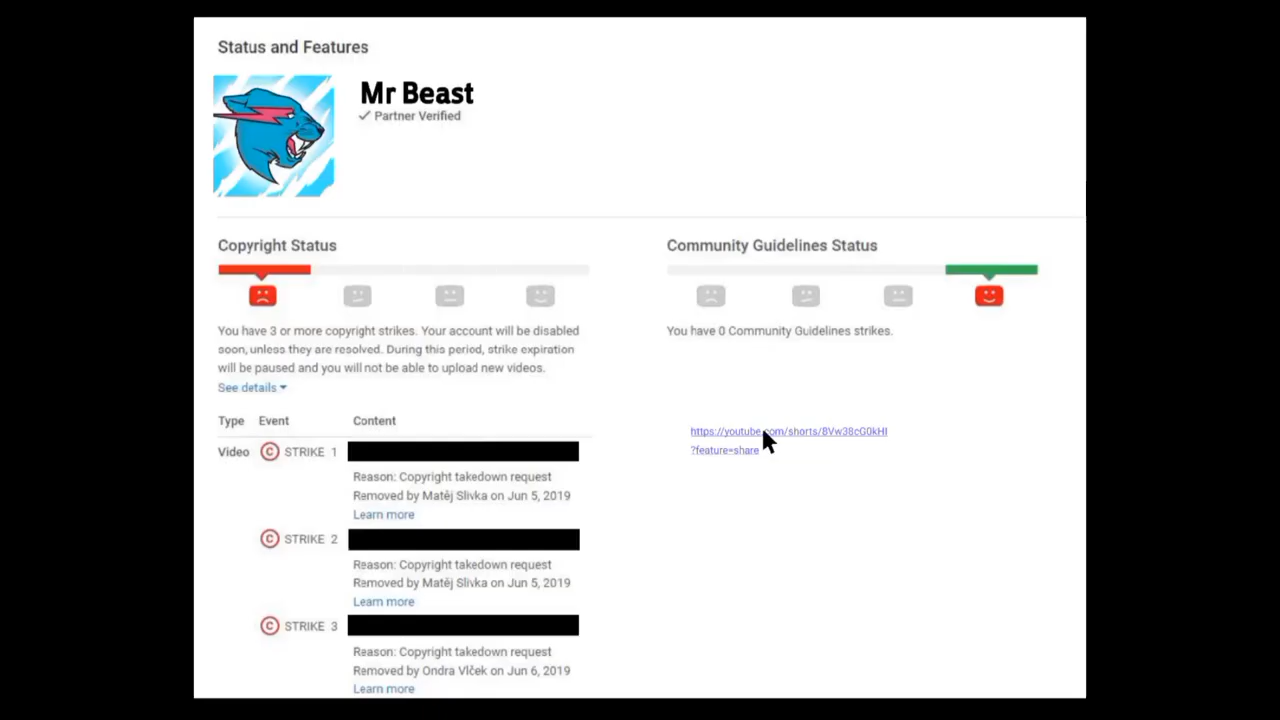 Status and Features
Mr Beast
Partner Verified
Copyright Status
You have 3 or more copyright strikes. Your account will be disabled
soon, unless they are resolved. During this period, strike expiration
will be paused and you will not be able to upload new videos.
See details
Type Event Content
Video © STRIKE 1
Reason: Copyright takedown request
Removed by Matěj Slivka on Jun 5, 2019
Learn more
© STRIKE 2
Reason: Copyright takedown request
Removed by Matěj Slivka on Jun 5, 2019
Learn more
© STRIKE 3
Reason: Copyright takedown request
Removed by Ondra Vlček on Jun 6, 2019
Learn more
Community Guidelines Status
You have 0 Community Guidelines strikes.
https://youtube.com/shorts/8Vw38cG0kHI
?feature=share